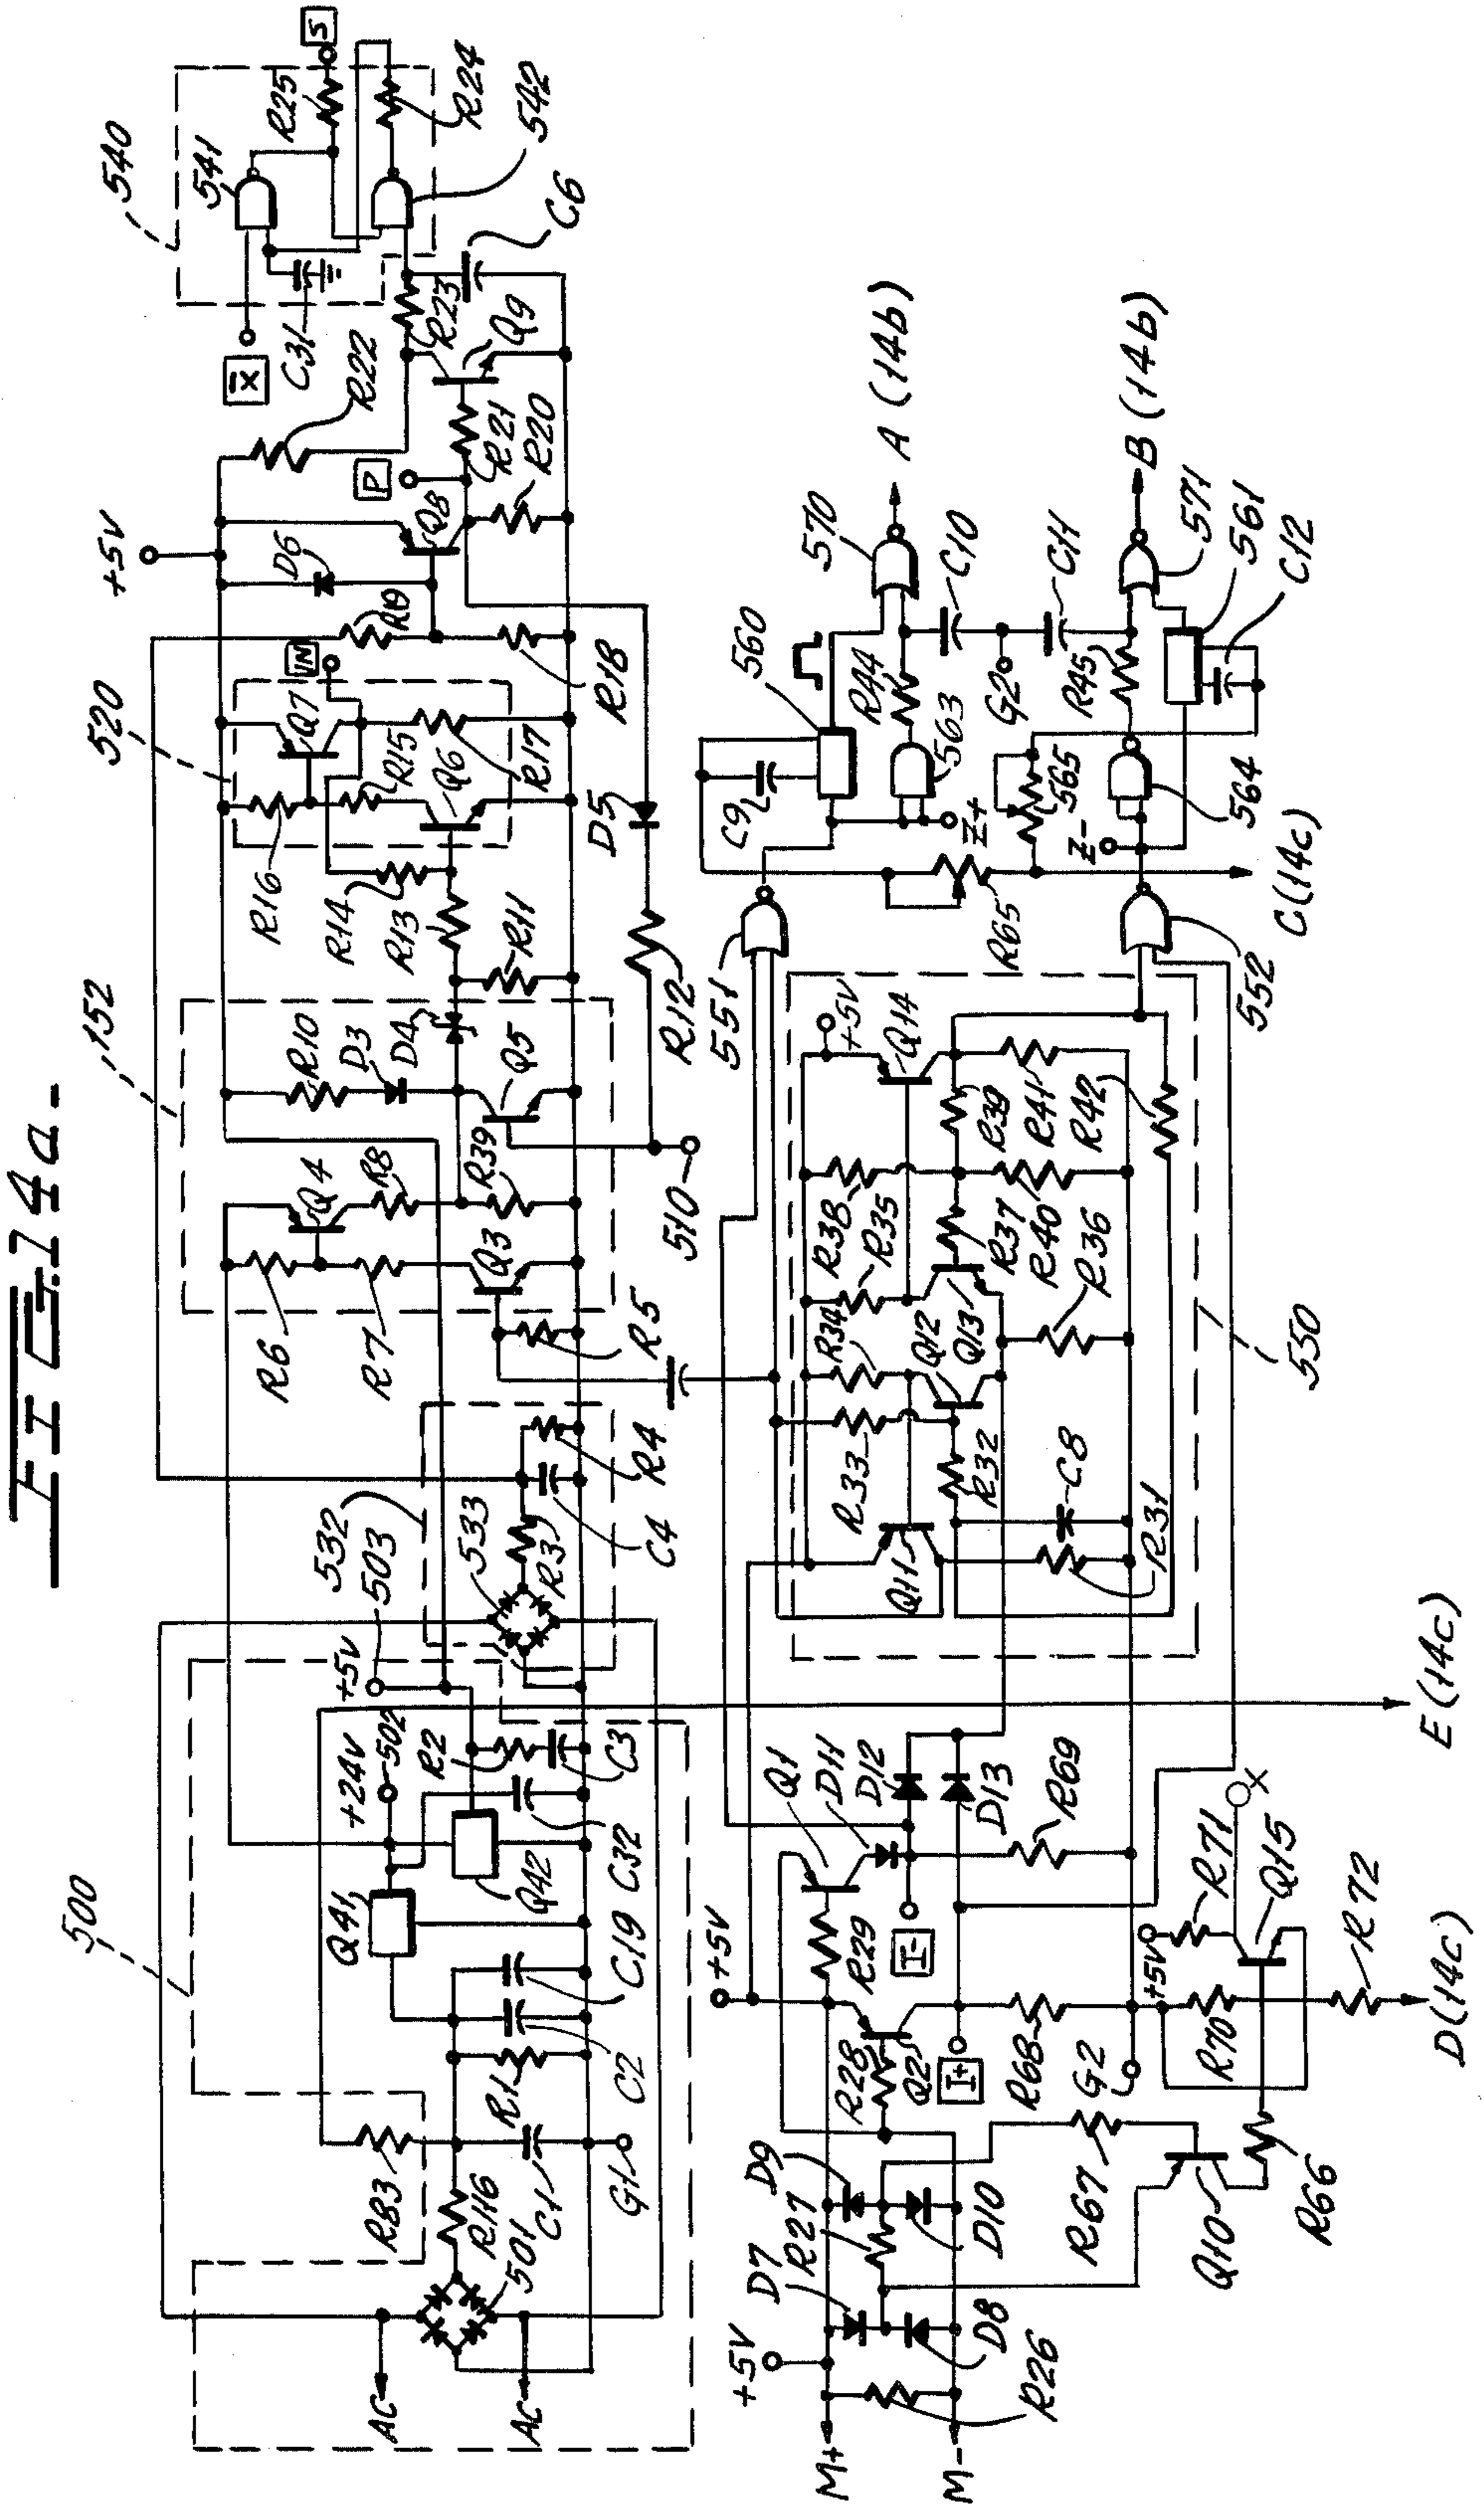 FIG. 14a.
500
532
503
152
520
540
+5V
+24V
502
+5V
AC
AC
R83
R116
501
C1
G1
R1
C2
C19
Q41
Q42
C32
R2
C3
533
R3
C4
R4
R5
R6
R7
Q3
Q4
R8
R39
R10
D3
D4
Q5
510
R11
R12
R13
R14
R16
D5
Q7
IN
R15
Q6
R17
R18
R19
D6
Q8
P
R20
R21
R22
Q9
R23
C6
X̄
C31
541
R25
S
R24
542
+5V
M+
M-
R26
D7
D8
R27
D9
D10
R28
Q2
I+
R29
Q1
D11
I-
D12
D13
R69
R68
G2
+5V
R71
X
R70
Q15
R72
R67
Q10
R66
D(14c)
E(14c)
+5V
Q11
R33
R34
R32
C8
R31
Q12
Q13
R38
R35
R37
R40
R36
Q14
+5V
R39
R41
R42
550
551
552
C9
560
R65
Z+
563
R44
565
Z-
564
G2
R45
C10
C11
570
571
561
C12
A (14b)
B (14b)
C(14c)